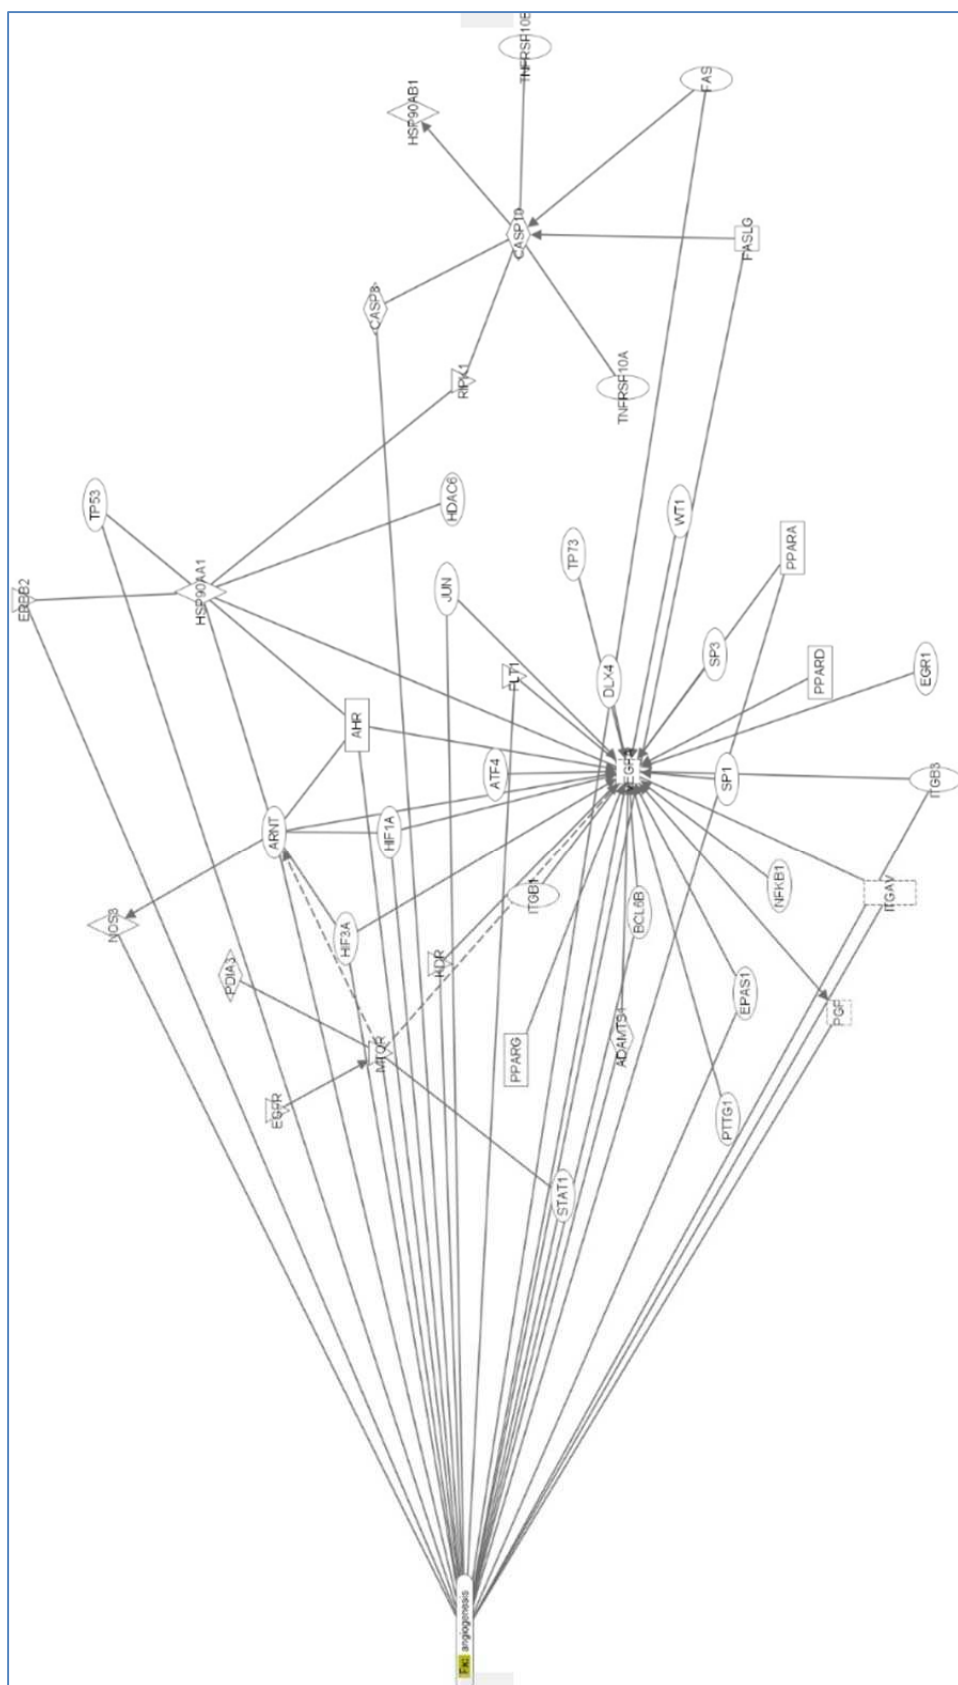 TNFRSF10B
FAS
HSP90AB1
CASP10
FASLG
CASP8
RIPK1
TNFRSF10A
TP53
HDAC6
WT1
ERBB2
HSP90AA1
JUN
TP73
PPARA
FLT1
DLX4
SP3
PPARD
EGR1
AHR
ATF4
SP1
ITGB3
ARNT
HIF1A
NOS3
HIF3A
ITGB1
BCL6B
NFKB1
ITGAV
PDIA3
KDR
EPAS1
PGF
MTOR
PPARG
ADAMTS1
EGFR
PTTG1
STAT1
Fx: angiogenesis